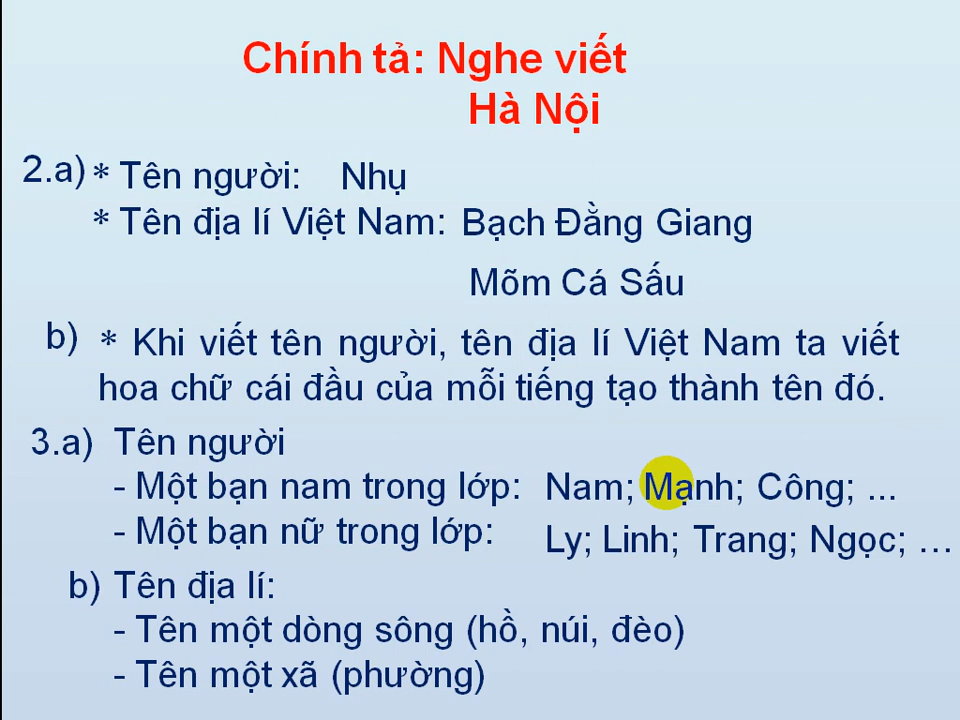 Chính tả: Nghe viết
Hà Nội
2.a) * Tên người: Nhụ
* Tên địa lí Việt Nam: Bạch Đằng Giang
Mõm Cá Sấu
b) * Khi viết tên người, tên địa lí Việt Nam ta viết
hoa chữ cái đầu của mỗi tiếng tạo thành tên đó.
3.a) Tên người
- Một bạn nam trong lớp: Nam; Mạnh; Công; ...
- Một bạn nữ trong lớp: Ly; Linh; Trang; Ngọc; …
b) Tên địa lí:
- Tên một dòng sông (hồ, núi, đèo)
- Tên một xã (phường)